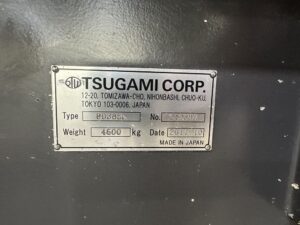 TSUGAMI CORP.
12-20, TOMIZAWA-CHO, NIHONBASHI, CHUO-KU,
TOKYO 103-0006, JAPAN
Type No.
Weight 4600 kg Date
MADE IN JAPAN